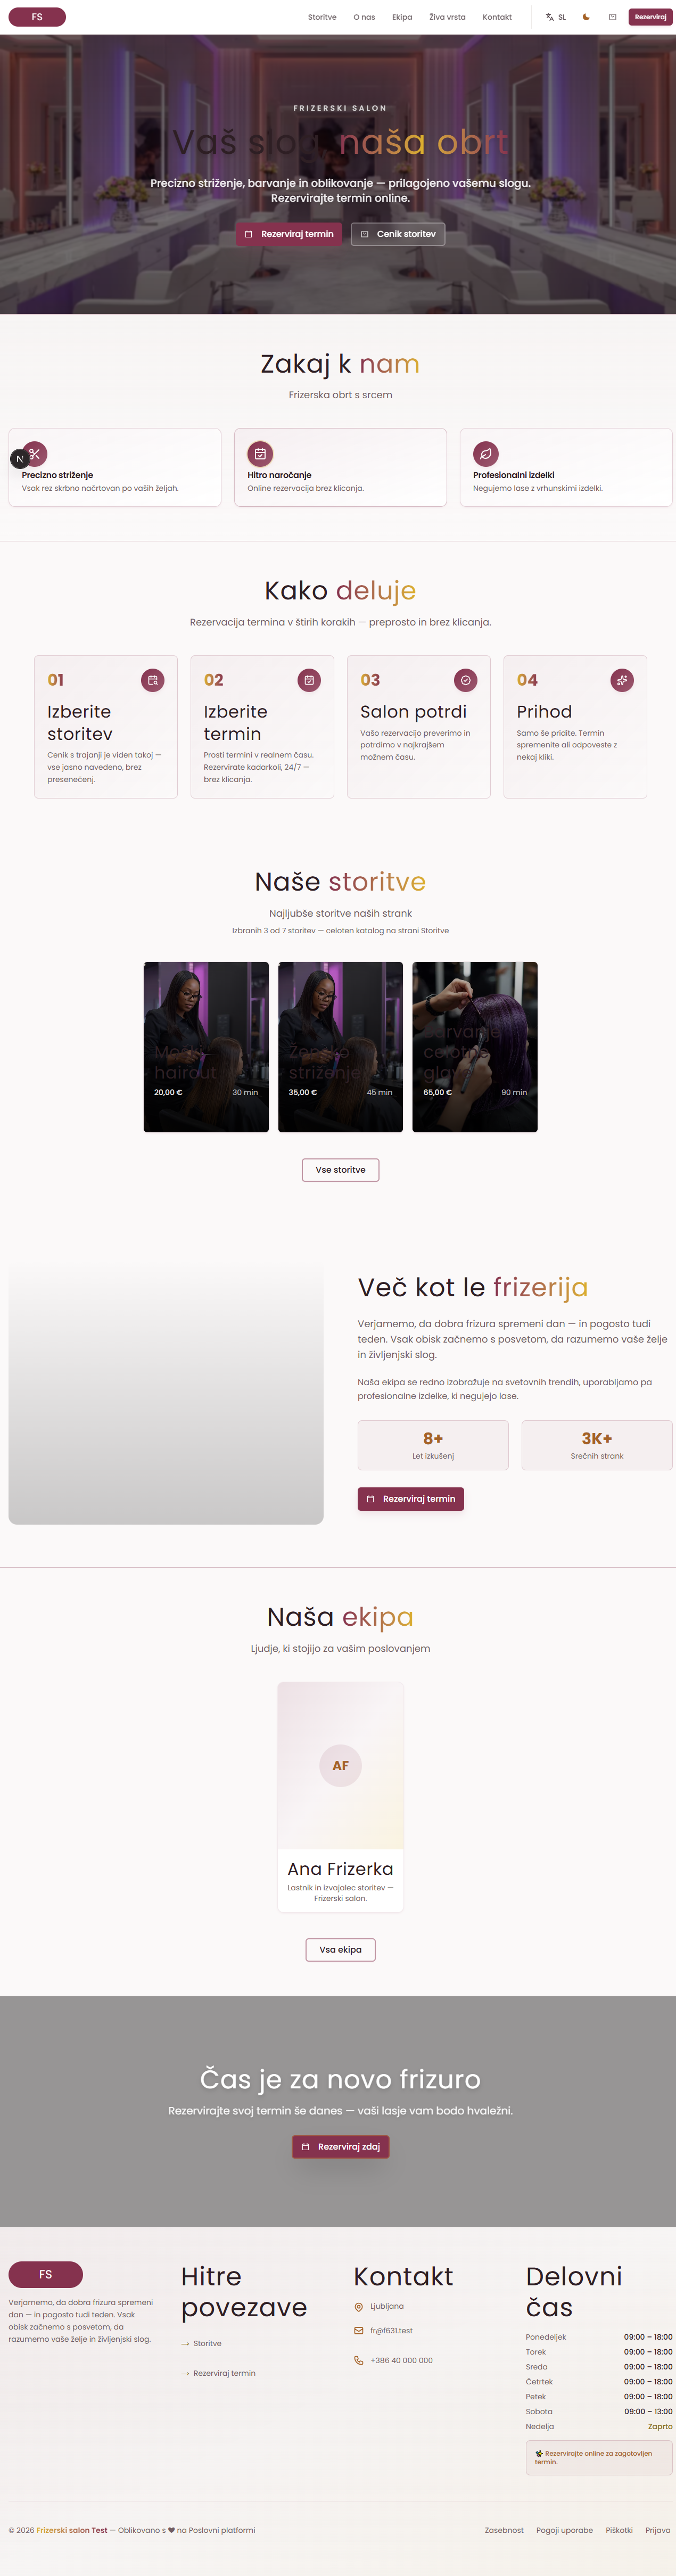 FS
Storitve O nas Ekipa Živa vrsta Kontakt SL Rezerviraj
FRIZERSKI SALON
Vaš slog, naša obrt
Precizno striženje, barvanje in oblikovanje — prilagojeno vašemu slogu.
Rezervirajte termin online.
Rezerviraj termin Cenik storitev
Zakaj k nam
Frizerska obrt s srcem
N
Precizno striženje
Vsak rez skrbno načrtovan po vaših željah.
Hitro naročanje
Online rezervacija brez klicanja.
Profesionalni izdelki
Negujemo lase z vrhunskimi izdelki.
Kako deluje
Rezervacija termina v štirih korakih — preprosto in brez klicanja.
01
Izberite
storitev
Cenik s trajanji je viden takoj —
vse jasno navedeno, brez
presenečenj.
02
Izberite
termin
Prosti termini v realnem času.
Rezervirate kadarkoli, 24/7 —
brez klicanja.
03
Salon potrdi
Vašo rezervacijo preverimo in
potrdimo v najkrajšem
možnem času.
04
Prihod
Samo še pridite. Termin
spremenite ali odpoveste z
nekaj kliki.
Naše storitve
Najljubše storitve naših strank
Izbranih 3 od 7 storitev — celoten katalog na strani Storitve
Moški
hairout
20,00 € 30 min
Žensko
striženje
35,00 € 45 min
Barvanje
celotne
glave
65,00 € 90 min
Vse storitve
Več kot le frizerija
Verjamemo, da dobra frizura spremeni dan — in pogosto tudi
teden. Vsak obisk začnemo s posvetom, da razumemo vaše želje
in življenjski slog.
Naša ekipa se redno izobražuje na svetovnih trendih, uporabljamo pa
profesionalne izdelke, ki negujejo lase.
8+
Let izkušenj
3K+
Srečnih strank
Rezerviraj termin
Naša ekipa
Ljudje, ki stojijo za vašim poslovanjem
AF
Ana Frizerka
Lastnik in izvajalec storitev —
Frizerski salon.
Vsa ekipa
Čas je za novo frizuro
Rezervirajte svoj termin še danes — vaši lasje vam bodo hvaležni.
Rezerviraj zdaj
FS
Verjamemo, da dobra frizura spremeni
dan — in pogosto tudi teden. Vsak
obisk začnemo s posvetom, da
razumemo vaše želje in življenjski slog.
Hitre
povezave
Storitve
Rezerviraj termin
Kontakt
Ljubljana
fr@f631.test
+386 40 000 000
Delovni
čas
Ponedeljek 09:00 – 18:00
Torek 09:00 – 18:00
Sreda 09:00 – 18:00
Četrtek 09:00 – 18:00
Petek 09:00 – 18:00
Sobota 09:00 – 13:00
Nedelja Zaprto
Rezervirajte online za zagotovljen
termin.
© 2026 Frizerski salon Test — Oblikovano s ❤ na Poslovni platformi
Zasebnost Pogoji uporabe Piškotki Prijava